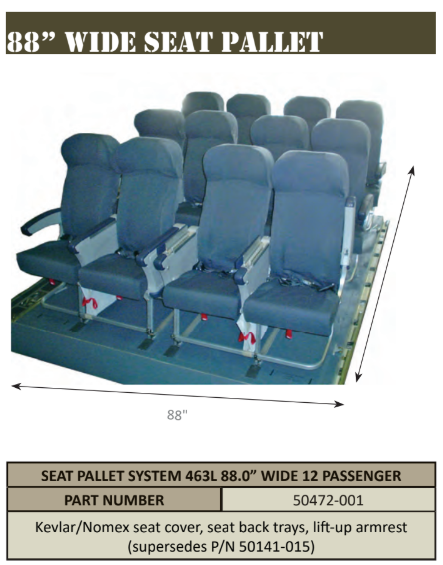 88” WIDE SEAT PALLET
88"
SEAT PALLET SYSTEM 463L 88.0” WIDE 12 PASSENGER
PART NUMBER 50472-001
Kevlar/Nomex seat cover, seat back trays, lift-up armrest
(supersedes P/N 50141-015)